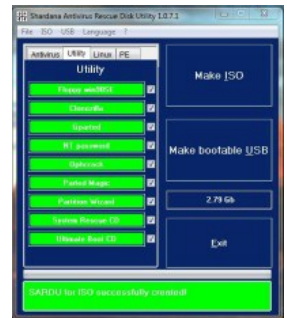 Shardana Antivirus Rescue Disk Utility 1.0.7.1
File ISO USB Language ?
Antivirus Utility Linux PE
Utility
Floppy win98SE
Clonezilla
Gparted
NT password
Ophcrack
Parted Magic
Partition Wizard
System Rescue CD
Ultimate Boot CD
Make ISO
Make bootable USB
2.79 Gb
Exit
SARDU for ISO successfully created!